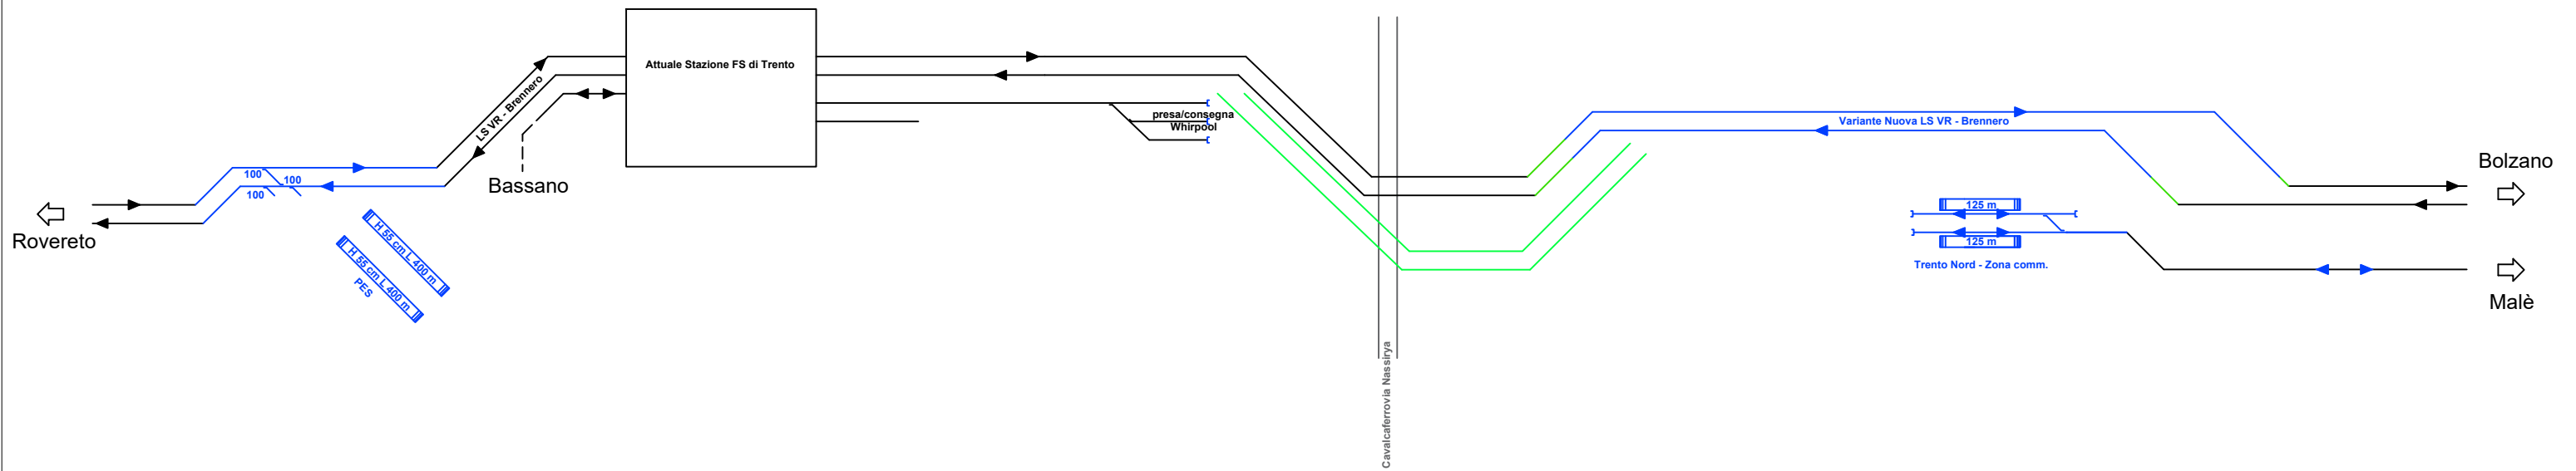 Rovereto
100
100
100
H 55 cm L 400 m
H 55 cm L 400 m
PES
LS VR - Brennero
Bassano
Attuale Stazione FS di Trento
presa/consegna
Whirpool
Cavalcaferrovia Nassirya
Variante Nuova LS VR - Brennero
125 m
125 m
Trento Nord - Zona comm.
Bolzano
Malè